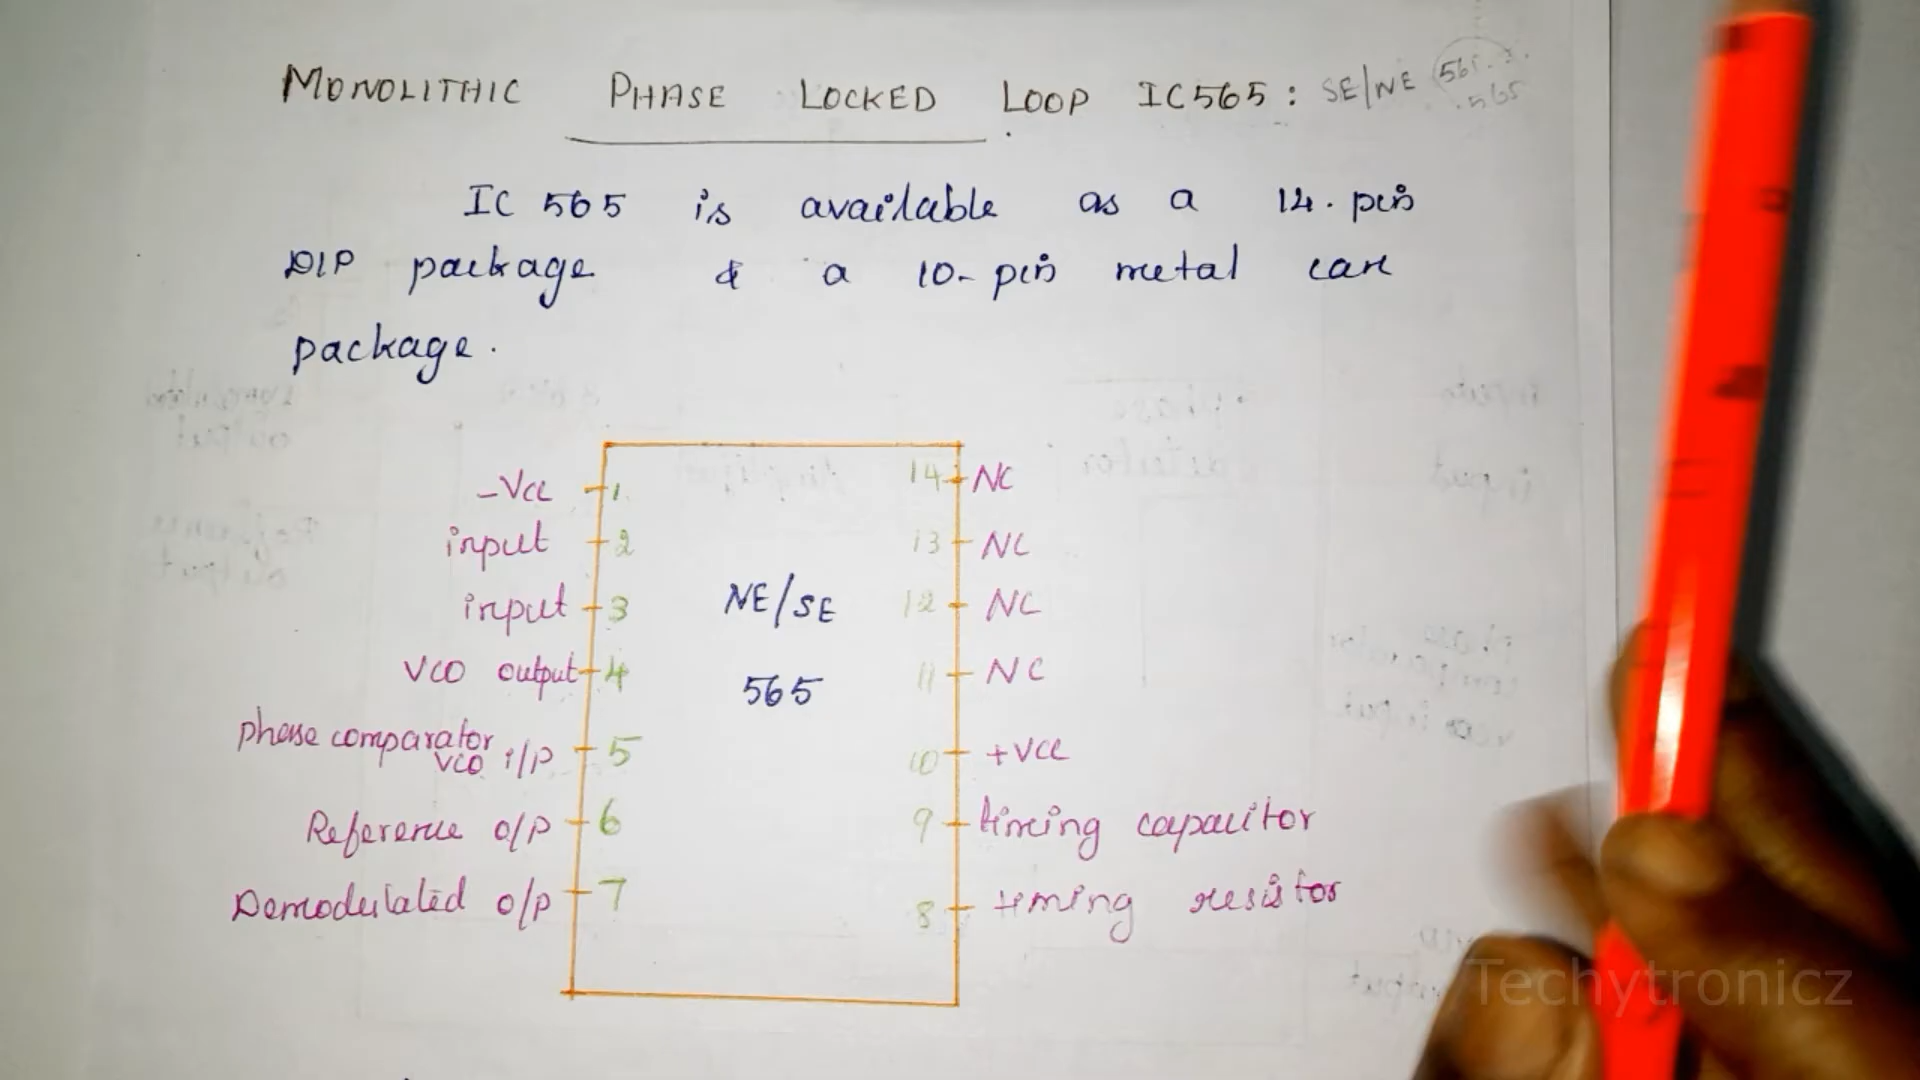 MONOLITHIC PHASE LOCKED LOOP IC565: SE/NE
565
IC 565 is available as a 14. pin
DIP package & a 10- pin metal can
package.
-VCC 1 14 NC
input 2 13 NC
input 3 NE/SE 12 NC
VCO output 4 565 11 NC
phase comparator
VCO i/p 5 10 +VCC
Reference o/p 6 9 timing capacitor
Demodulated o/p 7 8 timing resistor
Techytronicz